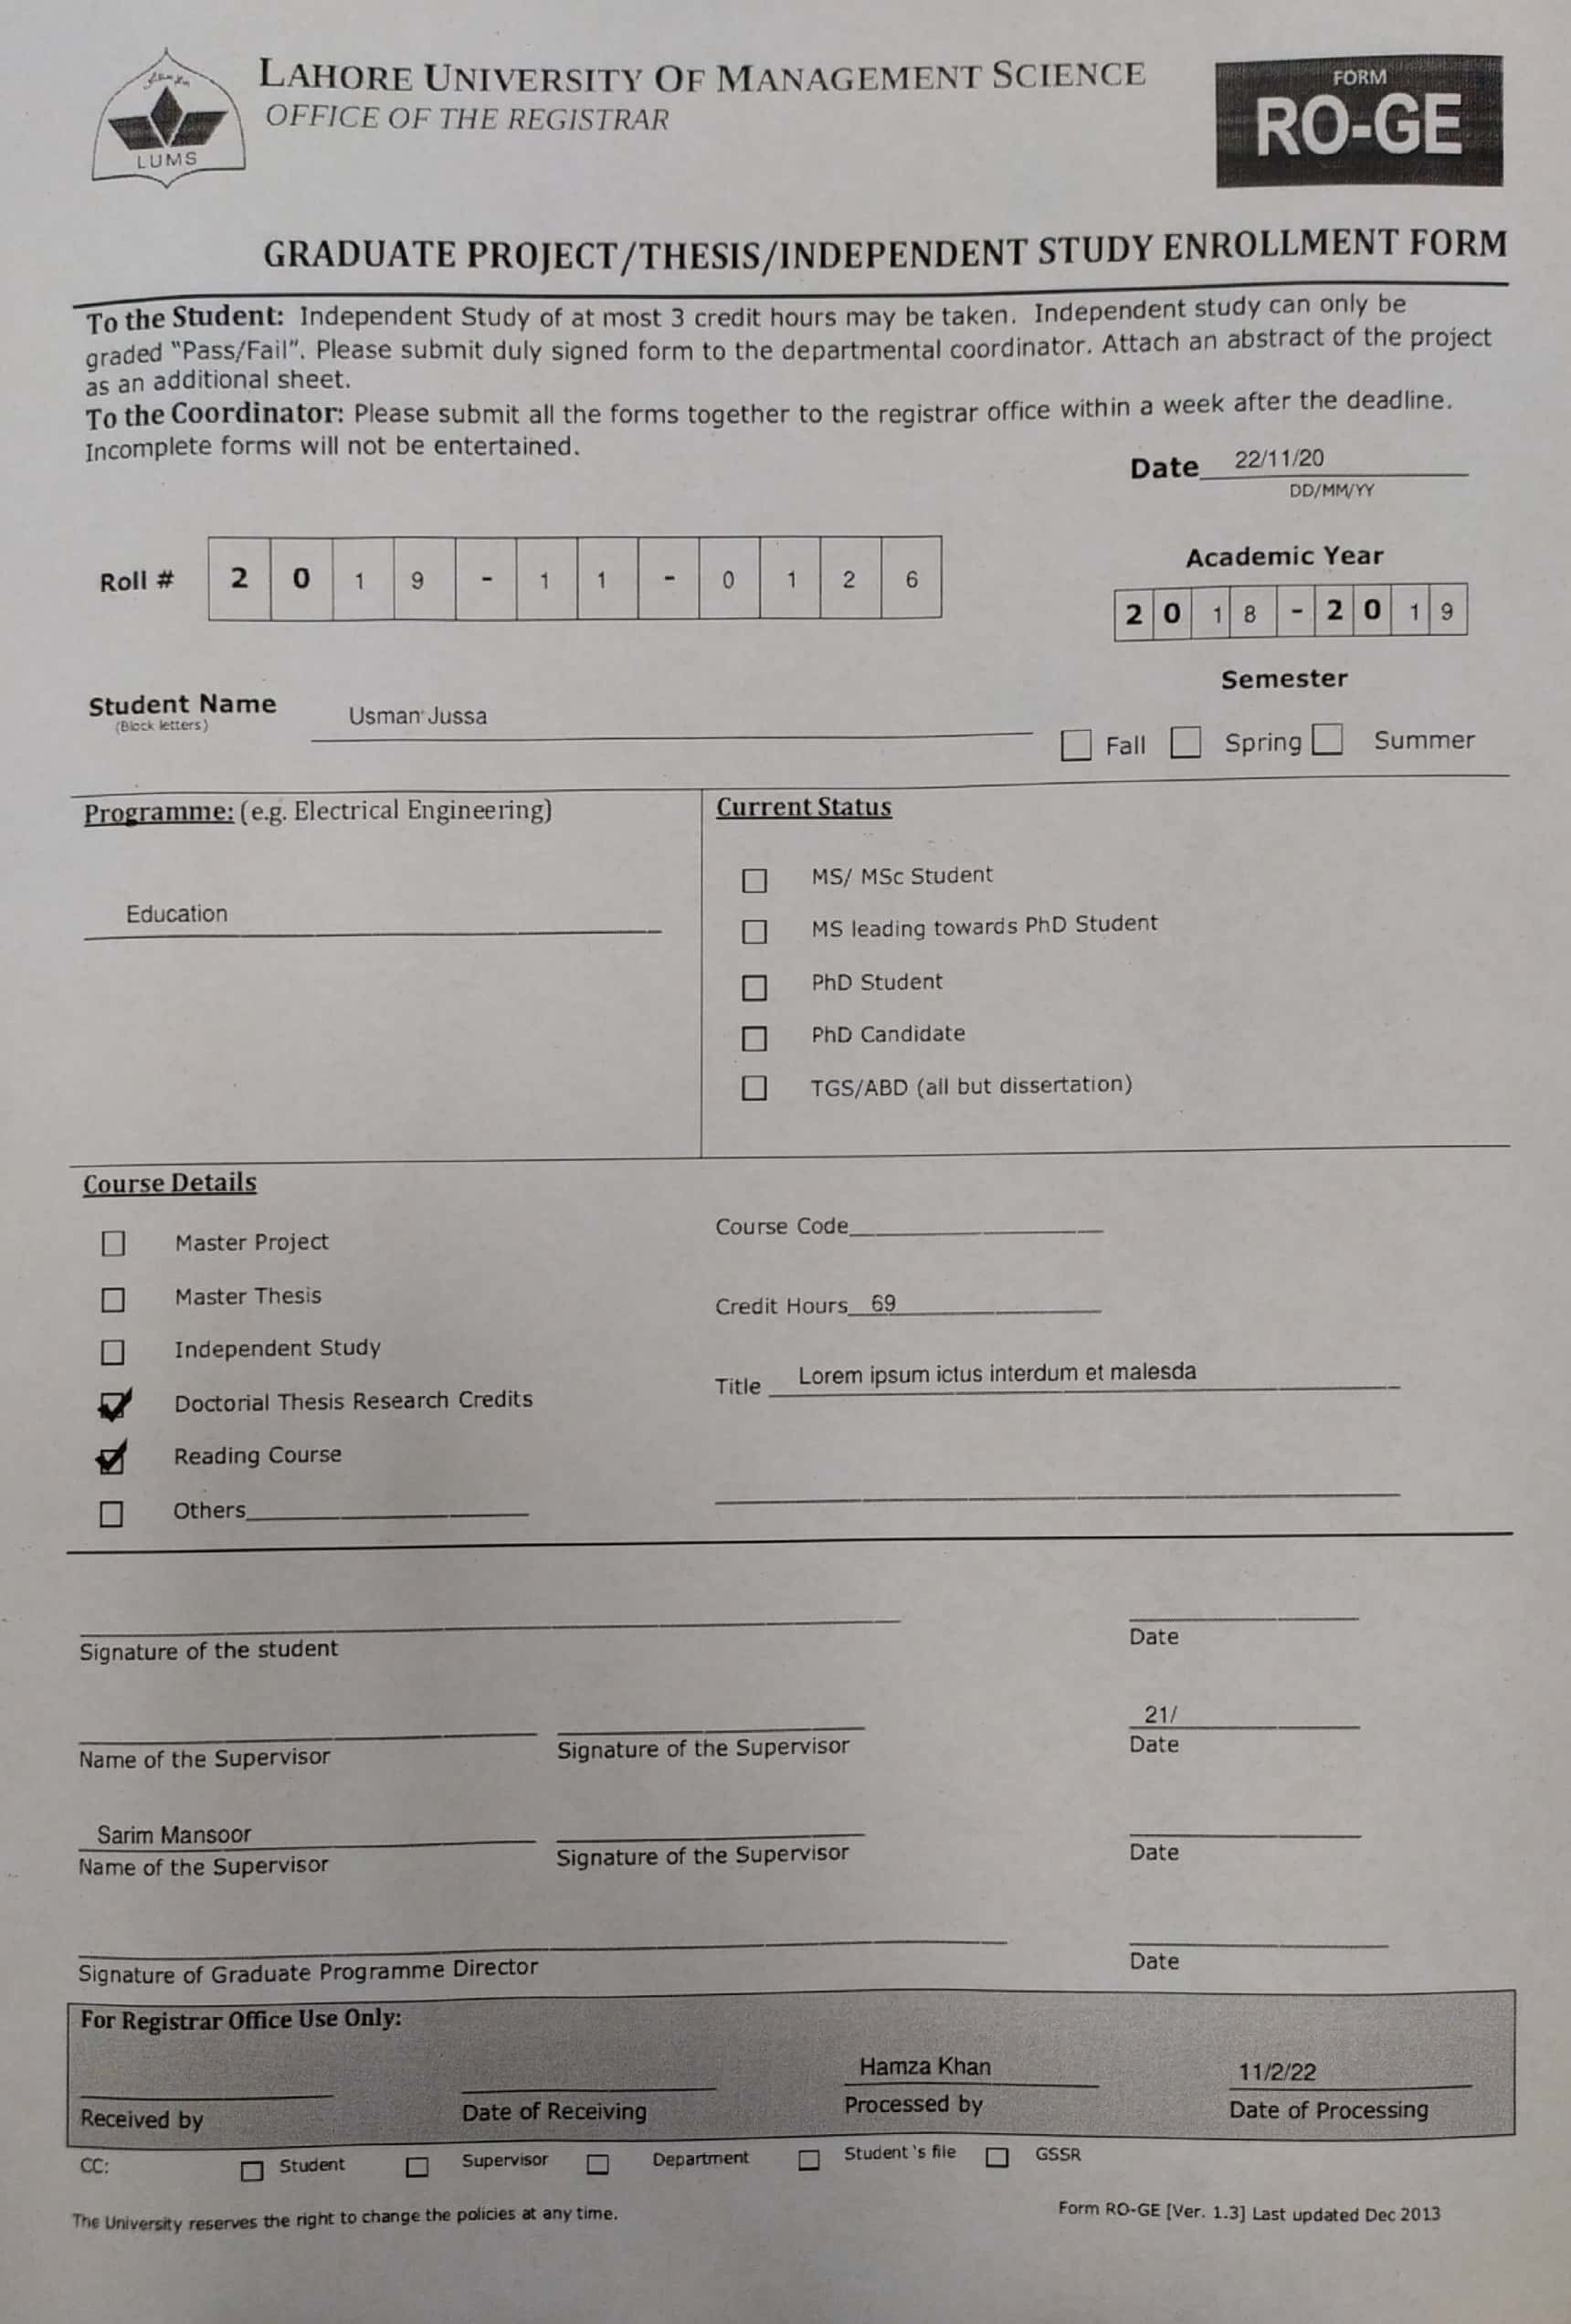 LUMS
LAHORE UNIVERSITY OF MANAGEMENT SCIENCE
OFFICE OF THE REGISTRAR
FORM
RO-GE
GRADUATE PROJECT/THESIS/INDEPENDENT STUDY ENROLLMENT FORM
To the Student: Independent Study of at most 3 credit hours may be taken. Independent study can only be
graded "Pass/Fail". Please submit duly signed form to the departmental coordinator. Attach an abstract of the project
as an additional sheet.
To the Coordinator: Please submit all the forms together to the registrar office within a week after the deadline.
Incomplete forms will not be entertained.
Date 22/11/20
DD/MM/YY
Roll # 2 0 1 9 - 1 1 - 0 1 2 6
Academic Year
2 0 1 8 - 2 0 1 9
Semester
Student Name Usman Jussa
(Block letters)
Fall Spring Summer
Programme: (e.g. Electrical Engineering)
Education
Current Status
MS/ MSc Student
MS leading towards PhD Student
PhD Student
PhD Candidate
TGS/ABD (all but dissertation)
Course Details
Master Project
Master Thesis
Independent Study
Doctorial Thesis Research Credits
Reading Course
Others
Course Code
Credit Hours 69
Title Lorem ipsum ictus interdum et malesda
Signature of the student Date
21/
Name of the Supervisor Signature of the Supervisor Date
Sarim Mansoor
Name of the Supervisor Signature of the Supervisor Date
Signature of Graduate Programme Director Date
For Registrar Office Use Only:
Hamza Khan 11/2/22
Received by Date of Receiving Processed by Date of Processing
CC: Student Supervisor Department Student 's file GSSR
The University reserves the right to change the policies at any time. Form RO-GE [Ver. 1.3] Last updated Dec 2013